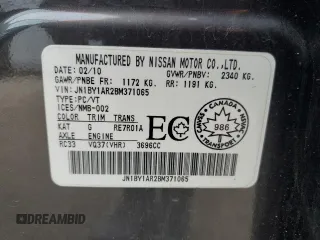 MANUFACTURED BY NISSAN MOTOR CO.,LTD.
DATE: 02/10 GVWR/PNBV: 2340 KG.
GAWR/PNBE FR: 1172 KG. RR: 1191 KG.
VIN: JN1BY1AR2BM371065
TYPE: PC/VT
ICES/NMB-002
COLOR TRIM TRANS
KAT G RE7R01A
AXLE ENGINE
RC33 VQ37(VHR) 3696CC
EC
CANADA
986
JN1BY1AR2BM371065
DREAMBID